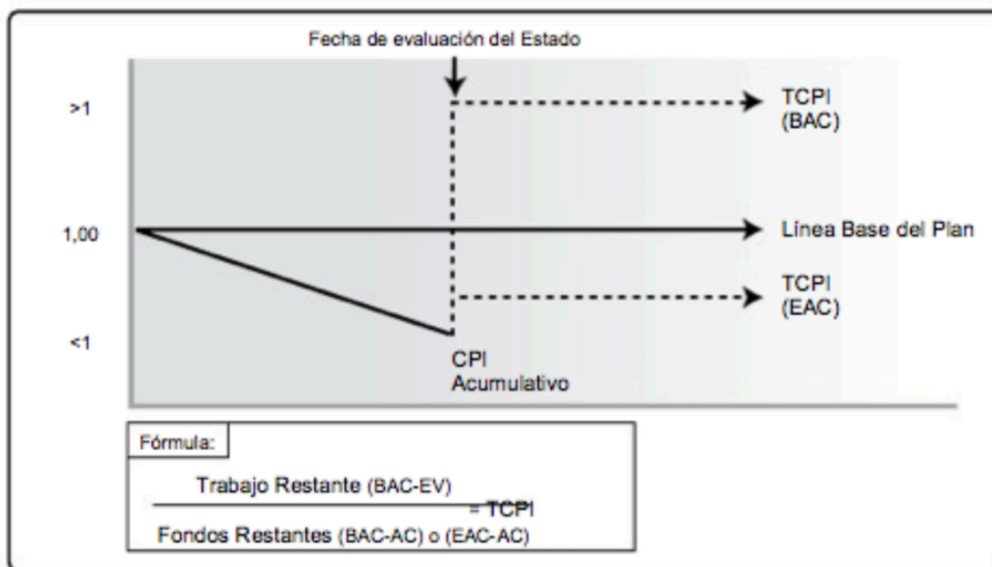 Fecha de evaluación del Estado
>1
TCPI
(BAC)
1,00
Línea Base del Plan
TCPI
(EAC)
<1
CPI
Acumulativo
Fórmula:
Trabajo Restante (BAC-EV)
= TCPI
Fondos Restantes (BAC-AC) o (EAC-AC)